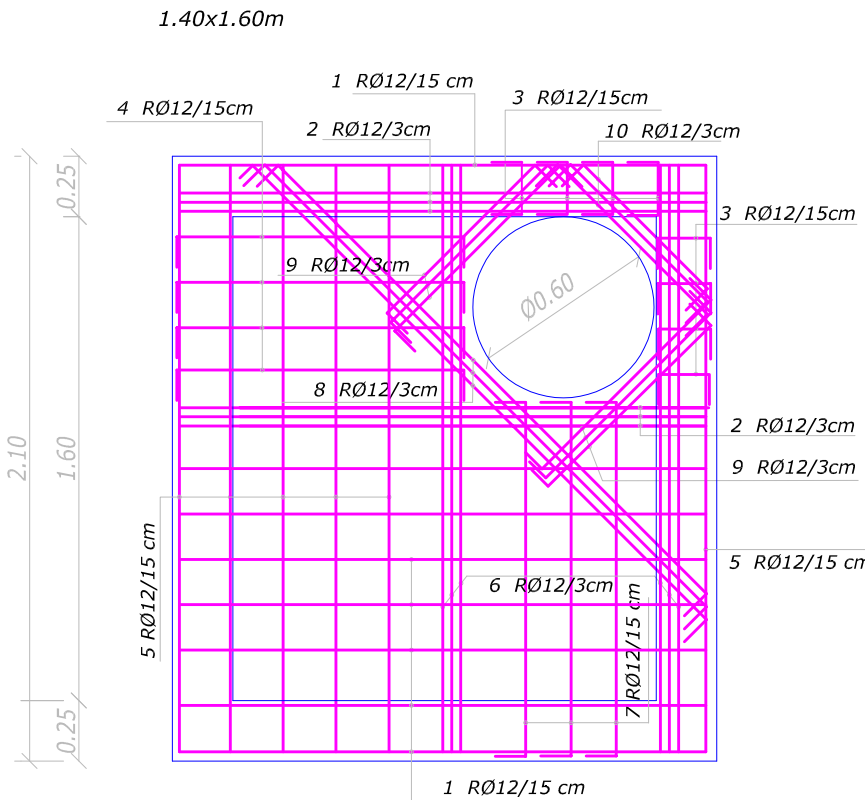 1.40x1.60m
1 RØ12/15 cm
3 RØ12/15cm
4 RØ12/15cm
2 RØ12/3cm
10 RØ12/3cm
0.25
3 RØ12/15cm
9 RØ12/3cm
Ø0.60
8 RØ12/3cm
2 RØ12/3cm
2.10
1.60
9 RØ12/3cm
5 RØ12/15 cm
5 RØ12/15 cm
6 RØ12/3cm
7 RØ12/15 cm
0.25
1 RØ12/15 cm